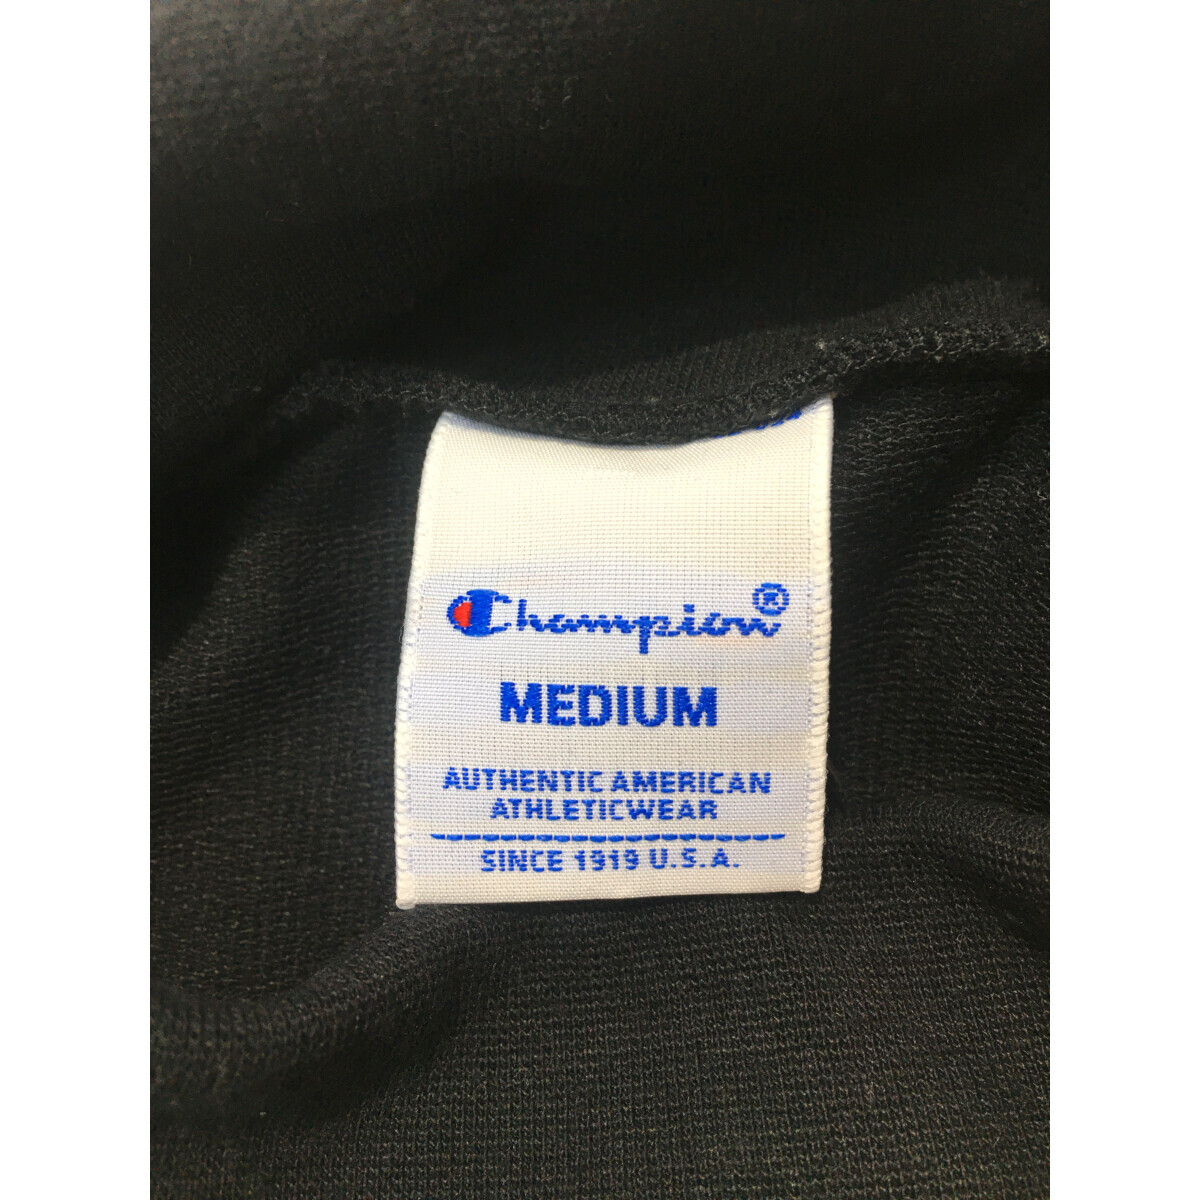 Champion®
MEDIUM
AUTHENTIC AMERICAN
ATHLETICWEAR
SINCE 1919 U.S.A.